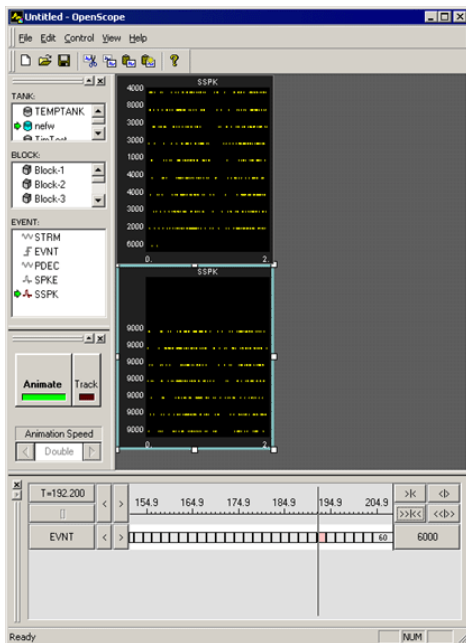 Untitled - OpenScope
File Edit Control View Help
TANK:
TEMPTANK
nefw
TimTest
BLOCK:
Block-1
Block-2
Block-3
EVENT:
STRM
EVNT
PDEC
SPKE
SSPK
Animate Track
Animation Speed
Double
SSPK
4000
8000
3000
3000
1000
4000
4000
3000
2000
6000
0. 2.
SSPK
9000
9000
9000
9000
9000
9000
9000
0. 2.
T=192.200 < > 154.9 164.9 174.9 184.9 194.9 204.9 >|< <|>
[] >>|<< <<|>>
EVNT < > 60 6000
Ready NUM